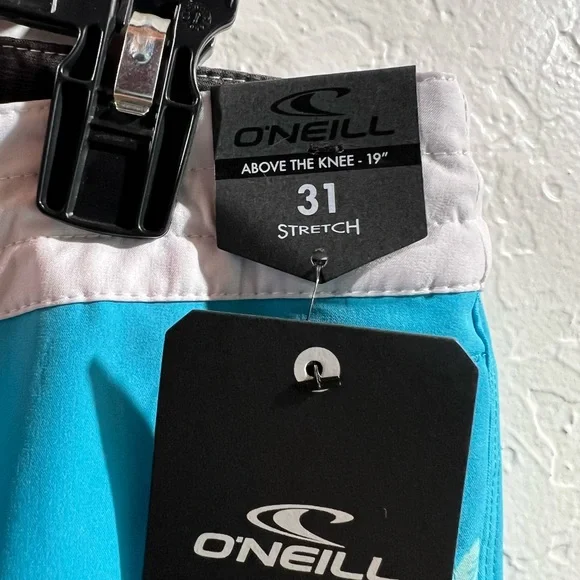 O'NEILL
ABOVE THE KNEE - 19"
31
STRETCH
O'NEILL